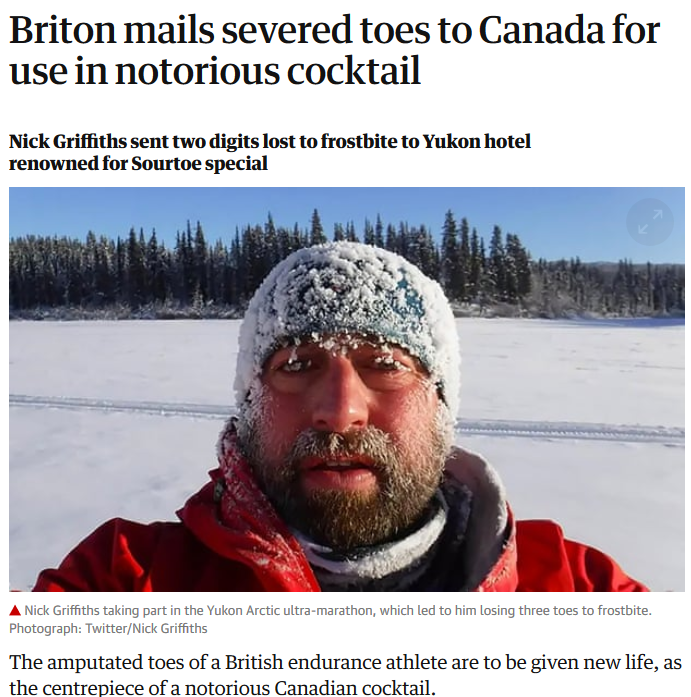 Briton mails severed toes to Canada for
use in notorious cocktail
Nick Griffiths sent two digits lost to frostbite to Yukon hotel
renowned for Sourtoe special
▲ Nick Griffiths taking part in the Yukon Arctic ultra-marathon, which led to him losing three toes to frostbite.
Photograph: Twitter/Nick Griffiths
The amputated toes of a British endurance athlete are to be given new life, as
the centrepiece of a notorious Canadian cocktail.